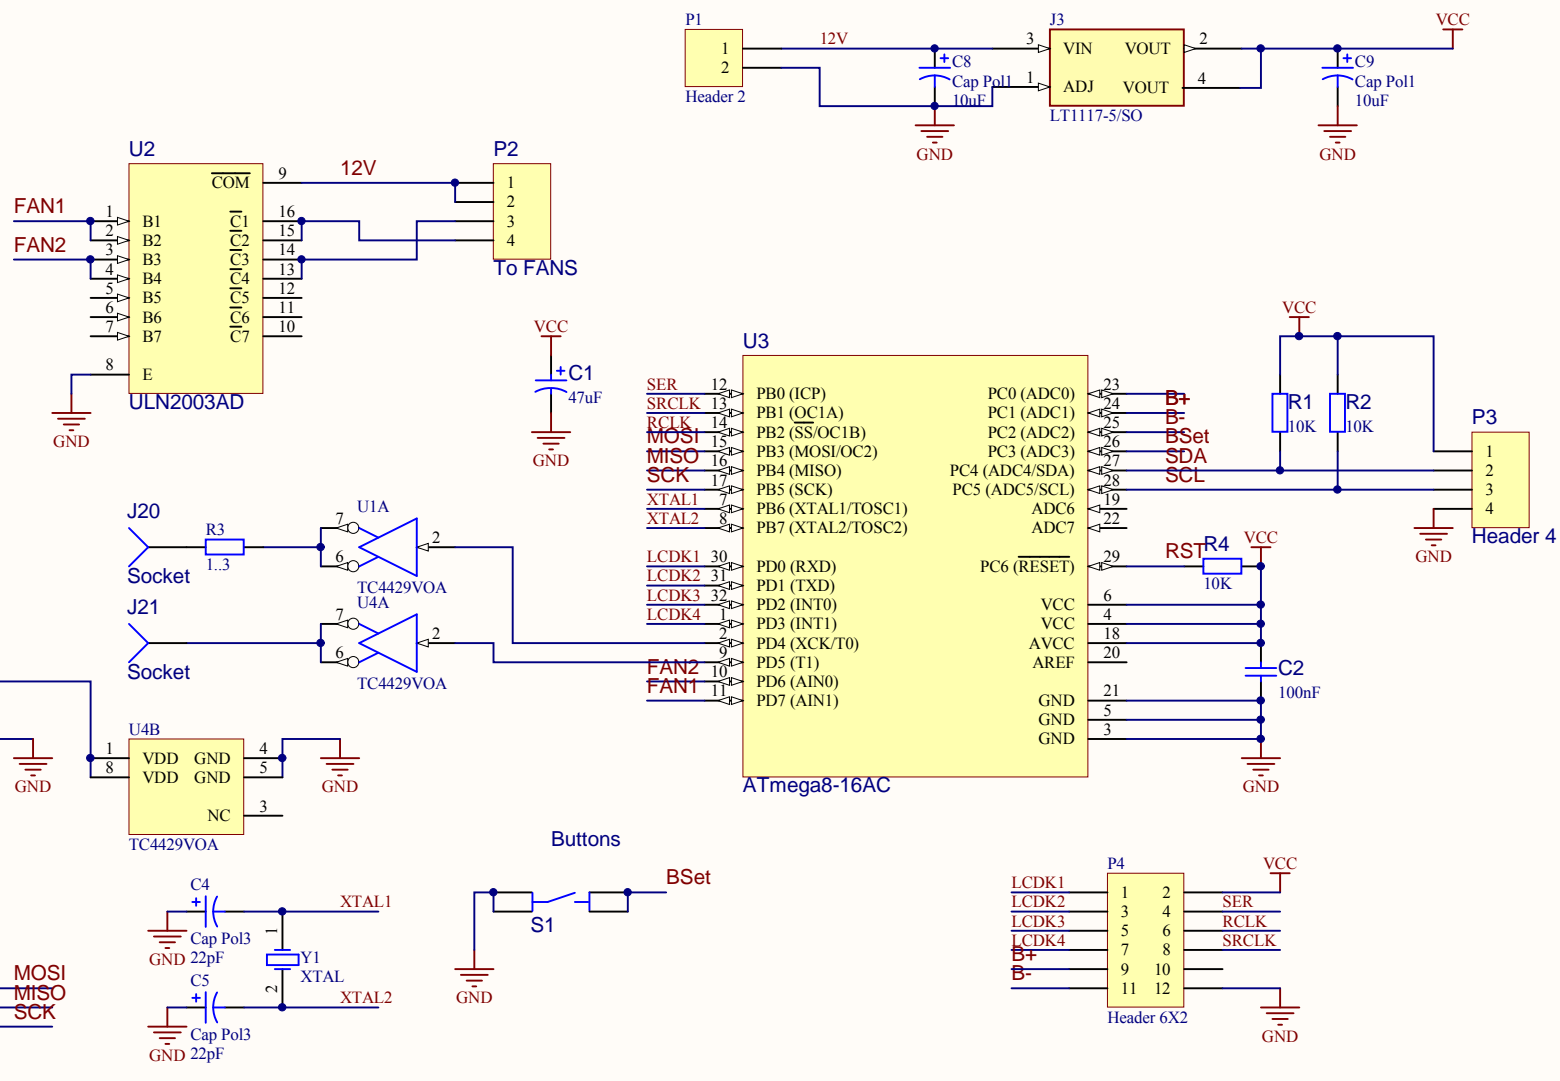 P1
1
2
Header 2
12V
C8
Cap Pol1
10uF
GND
J3
3 VIN VOUT 2
1 ADJ VOUT 4
LT1117-5/SO
VCC
C9
Cap Pol1
10uF
GND
U2
COM 9
12V
FAN1
FAN2
1 B1 C1 16
2 B2 C2 15
3 B3 C3 14
4 B4 C4 13
5 B5 C5 12
6 B6 C6 11
7 B7 C7 10
8 E
ULN2003AD
GND
P2
1
2
3
4
To FANS
VCC
C1
47uF
GND
U3
SER 12 PB0 (ICP) PC0 (ADC0) 23 B+
SRCLK 13 PB1 (OC1A) PC1 (ADC1) 24 B-
RCLK 14 PB2 (SS/OC1B) PC2 (ADC2) 25 BSet
MOSI 15 PB3 (MOSI/OC2) PC3 (ADC3) 26
MISO 16 PB4 (MISO) PC4 (ADC4/SDA) 27 SDA
SCK 17 PB5 (SCK) PC5 (ADC5/SCL) 28 SCL
XTAL1 7 PB6 (XTAL1/TOSC1) ADC6 19
XTAL2 8 PB7 (XTAL2/TOSC2) ADC7 22
LCDK1 30 PD0 (RXD) PC6 (RESET) 29 RST
LCDK2 31 PD1 (TXD)
LCDK3 32 PD2 (INT0) VCC 6
LCDK4 1 PD3 (INT1) VCC 4
2 PD4 (XCK/T0) AVCC 18
9 PD5 (T1) AREF 20
FAN2 10 PD6 (AIN0)
FAN1 11 PD7 (AIN1) GND 21
GND 5
GND 3
ATmega8-16AC
VCC
R1
10K
R2
10K
P3
1
2
3
4
Header 4
GND
R4
10K
VCC
C2
100nF
GND
J20
Socket
R3
1..3
7
6
U1A
2
TC4429VOA
J21
Socket
7
6
U4A
2
TC4429VOA
GND
U4B
1 VDD GND 4
8 VDD GND 5
NC 3
TC4429VOA
GND
C4
Cap Pol3
22pF
GND
XTAL1
1
Y1
XTAL
2
C5
Cap Pol3
22pF
GND
XTAL2
MOSI
MISO
SCK
Buttons
BSet
S1
GND
P4
LCDK1 1 2 VCC
LCDK2 3 4 SER
LCDK3 5 6 RCLK
LCDK4 7 8 SRCLK
B+ 9 10
B- 11 12
Header 6X2
GND